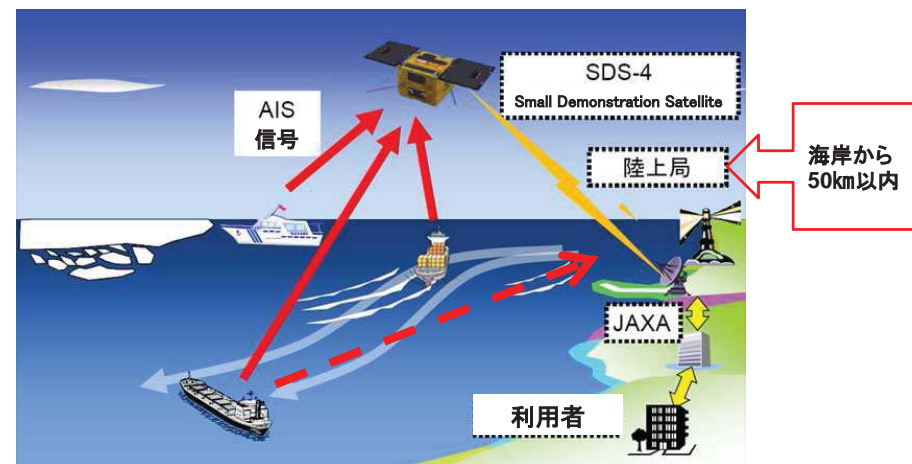 SDS-4
Small Demonstration Satellite
AIS
信号
陸上局
海岸から
50㎞以内
JAXA
利用者